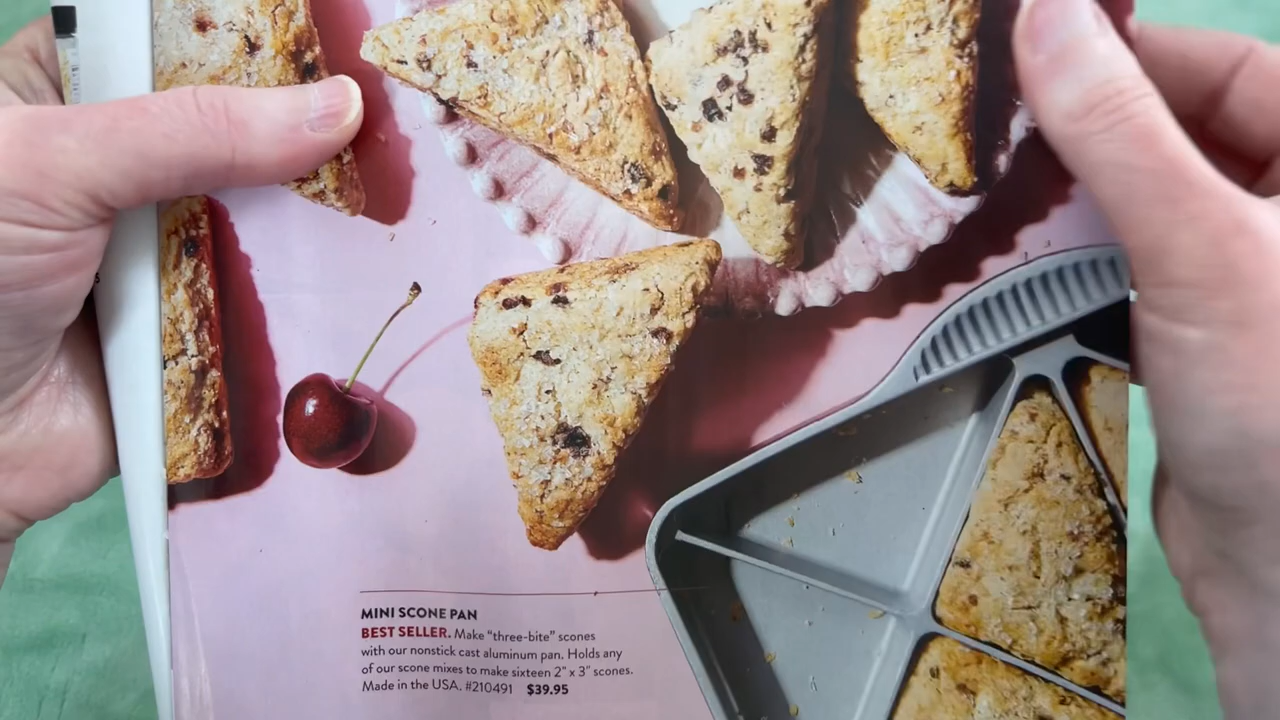 MINI SCONE PAN
BEST SELLER. Make “three-bite” scones
with our nonstick cast aluminum pan. Holds any
of our scone mixes to make sixteen 2" x 3" scones.
Made in the USA. #210491 $39.95